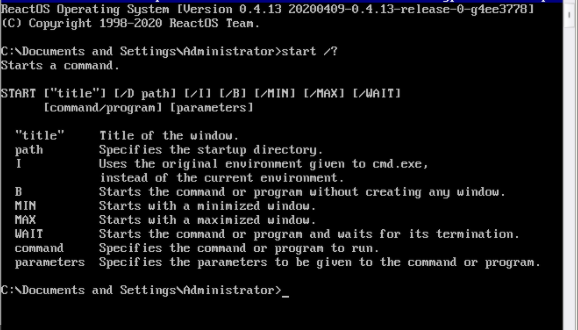 ReactOS Operating System [Version 0.4.13 20200409-0.4.13-release-0-g4ee3778]
(C) Copyright 1998-2020 ReactOS Team.
C:\Documents and Settings\Administrator>start /?
Starts a command.
START ["title"] [/D path] [/I] [/B] [/MIN] [/MAX] [/WAIT]
[command/program] [parameters]
"title" Title of the window.
path Specifies the startup directory.
I Uses the original environment given to cmd.exe,
instead of the current environment.
B Starts the command or program without creating any window.
MIN Starts with a minimized window.
MAX Starts with a maximized window.
WAIT Starts the command or program and waits for its termination.
command Specifies the command or program to run.
parameters Specifies the parameters to be given to the command or program.
C:\Documents and Settings\Administrator>_